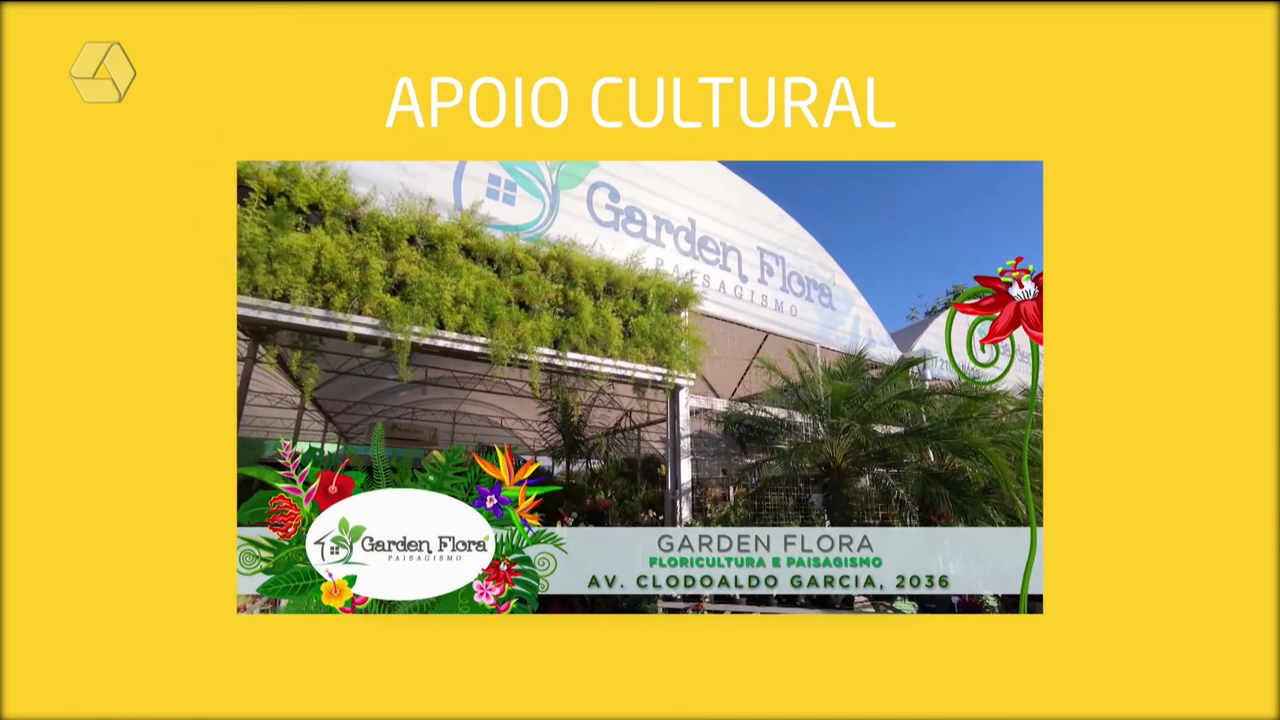 APOIO CULTURAL
Garden Flora
PAISAGISMO
Garden Flora
PAISAGISMO
GARDEN FLORA
FLORICULTURA E PAISAGISMO
AV. CLODOALDO GARCIA, 2036